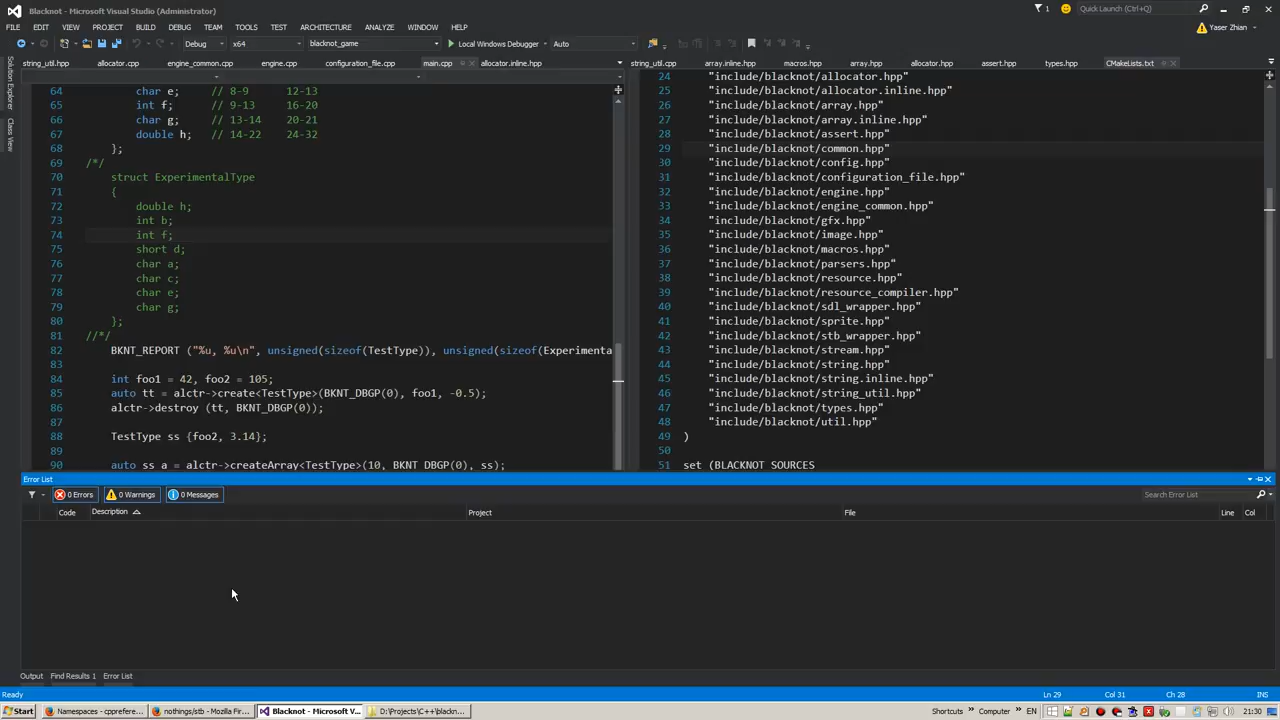 Blacknot - Microsoft Visual Studio (Administrator)
1
Quick Launch (Ctrl+Q)
FILE EDIT VIEW PROJECT BUILD DEBUG TEAM TOOLS TEST ARCHITECTURE ANALYZE WINDOW HELP
Yaser Zhian
Debug x64 blacknot_game Local Windows Debugger Auto
string_util.hpp allocator.cpp engine_common.cpp engine.cpp configuration_file.cpp main.cpp allocator.inline.hpp
string_util.cpp array.inline.hpp macros.hpp array.hpp allocator.hpp assert.hpp types.hpp CMakeLists.txt
Solution Explorer
Class View
64 char e; // 8-9 12-13
65 int f; // 9-13 16-20
66 char g; // 13-14 20-21
67 double h; // 14-22 24-32
68 };
69 /*/
70 struct ExperimentalType
71 {
72 double h;
73 int b;
74 int f;
75 short d;
76 char a;
77 char c;
78 char e;
79 char g;
80 };
81 //*/
82 BKNT_REPORT ("%u, %u\n", unsigned(sizeof(TestType)), unsigned(sizeof(Experimenta
83
84 int foo1 = 42, foo2 = 105;
85 auto tt = alctr->create<TestType>(BKNT_DBGP(0), foo1, -0.5);
86 alctr->destroy (tt, BKNT_DBGP(0));
87
88 TestType ss {foo2, 3.14};
89
90 auto ss_a = alctr->createArray<TestType>(10, BKNT_DBGP(0), ss);
24 "include/blacknot/allocator.hpp"
25 "include/blacknot/allocator.inline.hpp"
26 "include/blacknot/array.hpp"
27 "include/blacknot/array.inline.hpp"
28 "include/blacknot/assert.hpp"
29 "include/blacknot/common.hpp"
30 "include/blacknot/config.hpp"
31 "include/blacknot/configuration_file.hpp"
32 "include/blacknot/engine.hpp"
33 "include/blacknot/engine_common.hpp"
34 "include/blacknot/gfx.hpp"
35 "include/blacknot/image.hpp"
36 "include/blacknot/macros.hpp"
37 "include/blacknot/parsers.hpp"
38 "include/blacknot/resource.hpp"
39 "include/blacknot/resource_compiler.hpp"
40 "include/blacknot/sdl_wrapper.hpp"
41 "include/blacknot/sprite.hpp"
42 "include/blacknot/stb_wrapper.hpp"
43 "include/blacknot/stream.hpp"
44 "include/blacknot/string.hpp"
45 "include/blacknot/string.inline.hpp"
46 "include/blacknot/string_util.hpp"
47 "include/blacknot/types.hpp"
48 "include/blacknot/util.hpp"
49 )
50
51 set (BLACKNOT_SOURCES
Error List
0 Errors 0 Warnings 0 Messages
Search Error List
Code Description Project File Line Col
Output Find Results 1 Error List
Ready Ln 29 Col 31 Ch 28 INS
Start Namespaces - cpprefere... nothings/stb - Mozilla Fir... Blacknot - Microsoft V... D:\Projects\C++\blackn... Shortcuts » Computer » EN 21:30